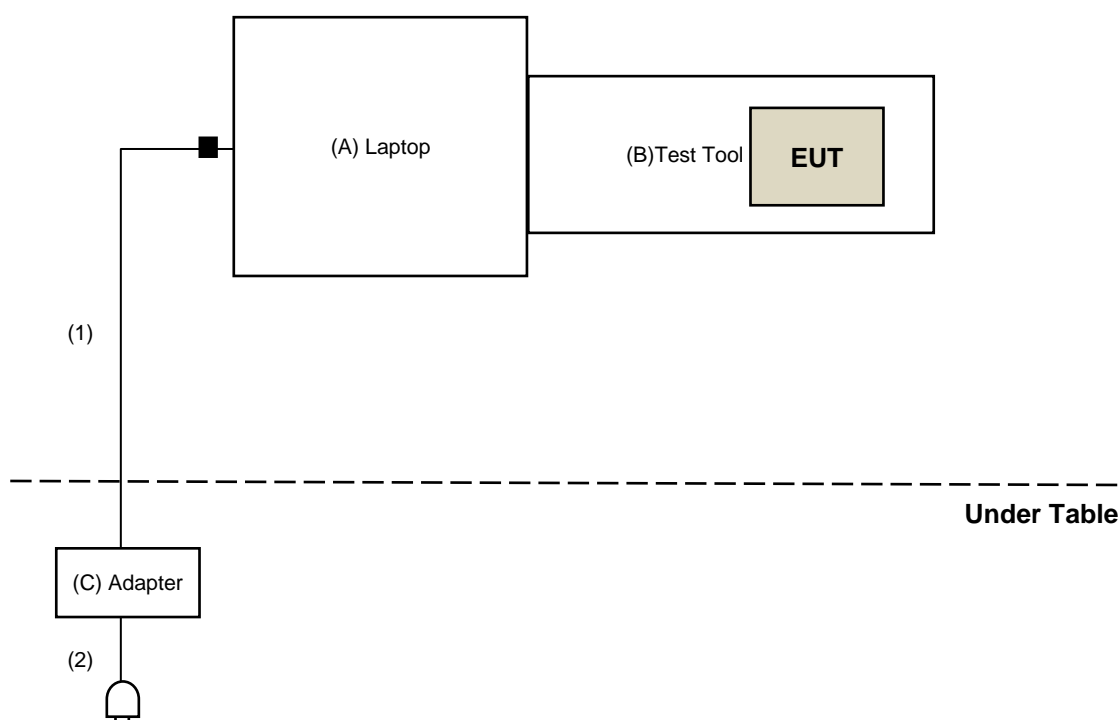 (A) Laptop
(B)Test Tool
EUT
(1)
Under Table
(C) Adapter
(2)